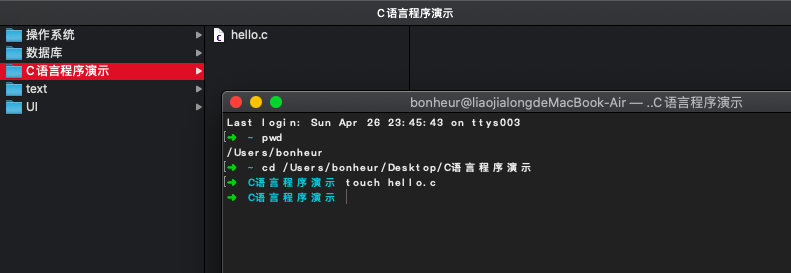 C语言程序演示
操作系统
数据库
C语言程序演示
text
UI
hello.c
bonheur@liaojialongdeMacBook-Air — ..C语言程序演示
Last login: Sun Apr 26 23:45:43 on ttys003
[➜ ~ pwd
/Users/bonheur
[➜ ~ cd /Users/bonheur/Desktop/C语言程序演示
[➜ C语言程序演示 touch hello.c
➜ C语言程序演示